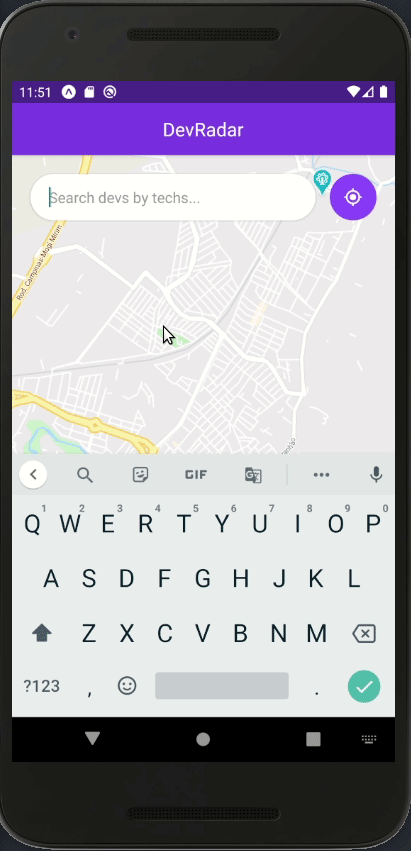 11:51
DevRadar
Search devs by techs...
Rod. Campinas-Mogi Mirim
GIF
1 2 3 4 5 6 7 8 9 0
Q W E R T Y U I O P
A S D F G H J K L
Z X C V B N M
?123 , .